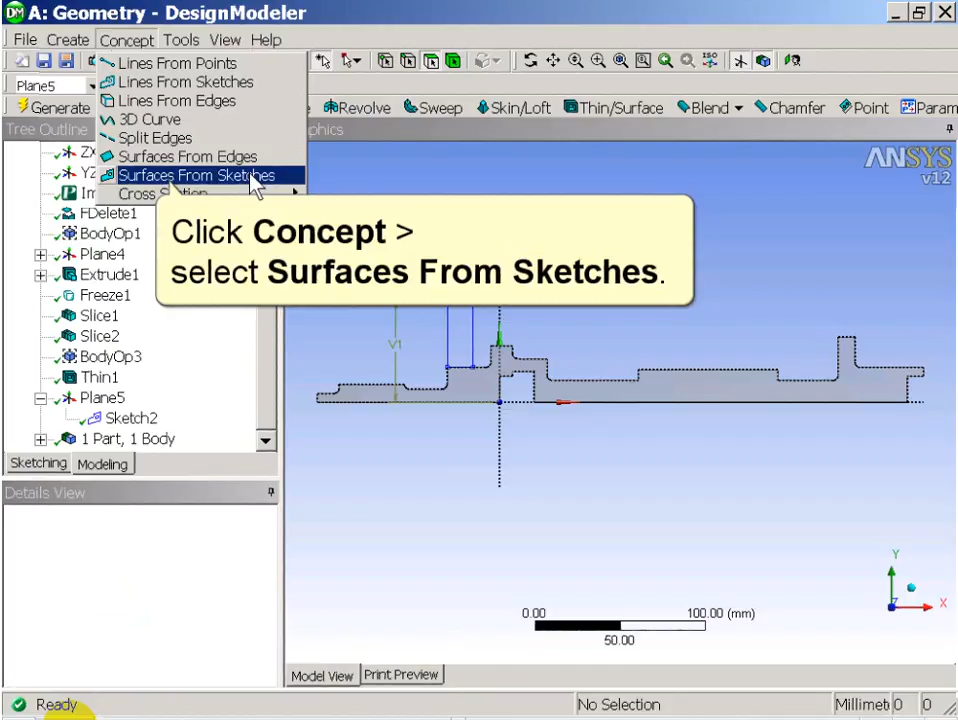 A: Geometry - DesignModeler
File Create Concept Tools View Help
Lines From Points
Lines From Sketches
Lines From Edges
3D Curve
Split Edges
Surfaces From Edges
Surfaces From Sketches
Plane5
Generate Revolve Sweep Skin/Loft Thin/Surface Blend Chamfer Point Param
Tree Outline
Click Concept >
select Surfaces From Sketches.
FDelete1
BodyOp1
Plane4
Extrude1
Freeze1
Slice1
Slice2
BodyOp3
Thin1
Plane5
Sketch2
1 Part, 1 Body
Sketching Modeling
Details View
ANSYS
v12
V1
Y
X
Z
0.00 100.00 (mm)
50.00
Model View Print Preview
Ready No Selection Millimet 0 0